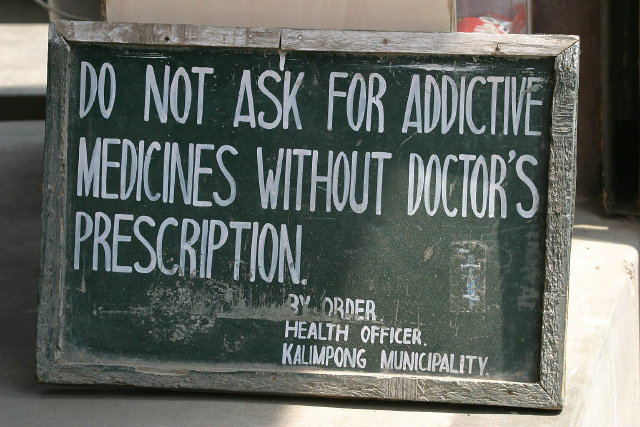 DO NOT ASK FOR ADDICTIVE
MEDICINES WITHOUT DOCTOR'S
PRESCRIPTION.
BY ORDER.
HEALTH OFFICER.
KALIMPONG MUNICIPALITY.